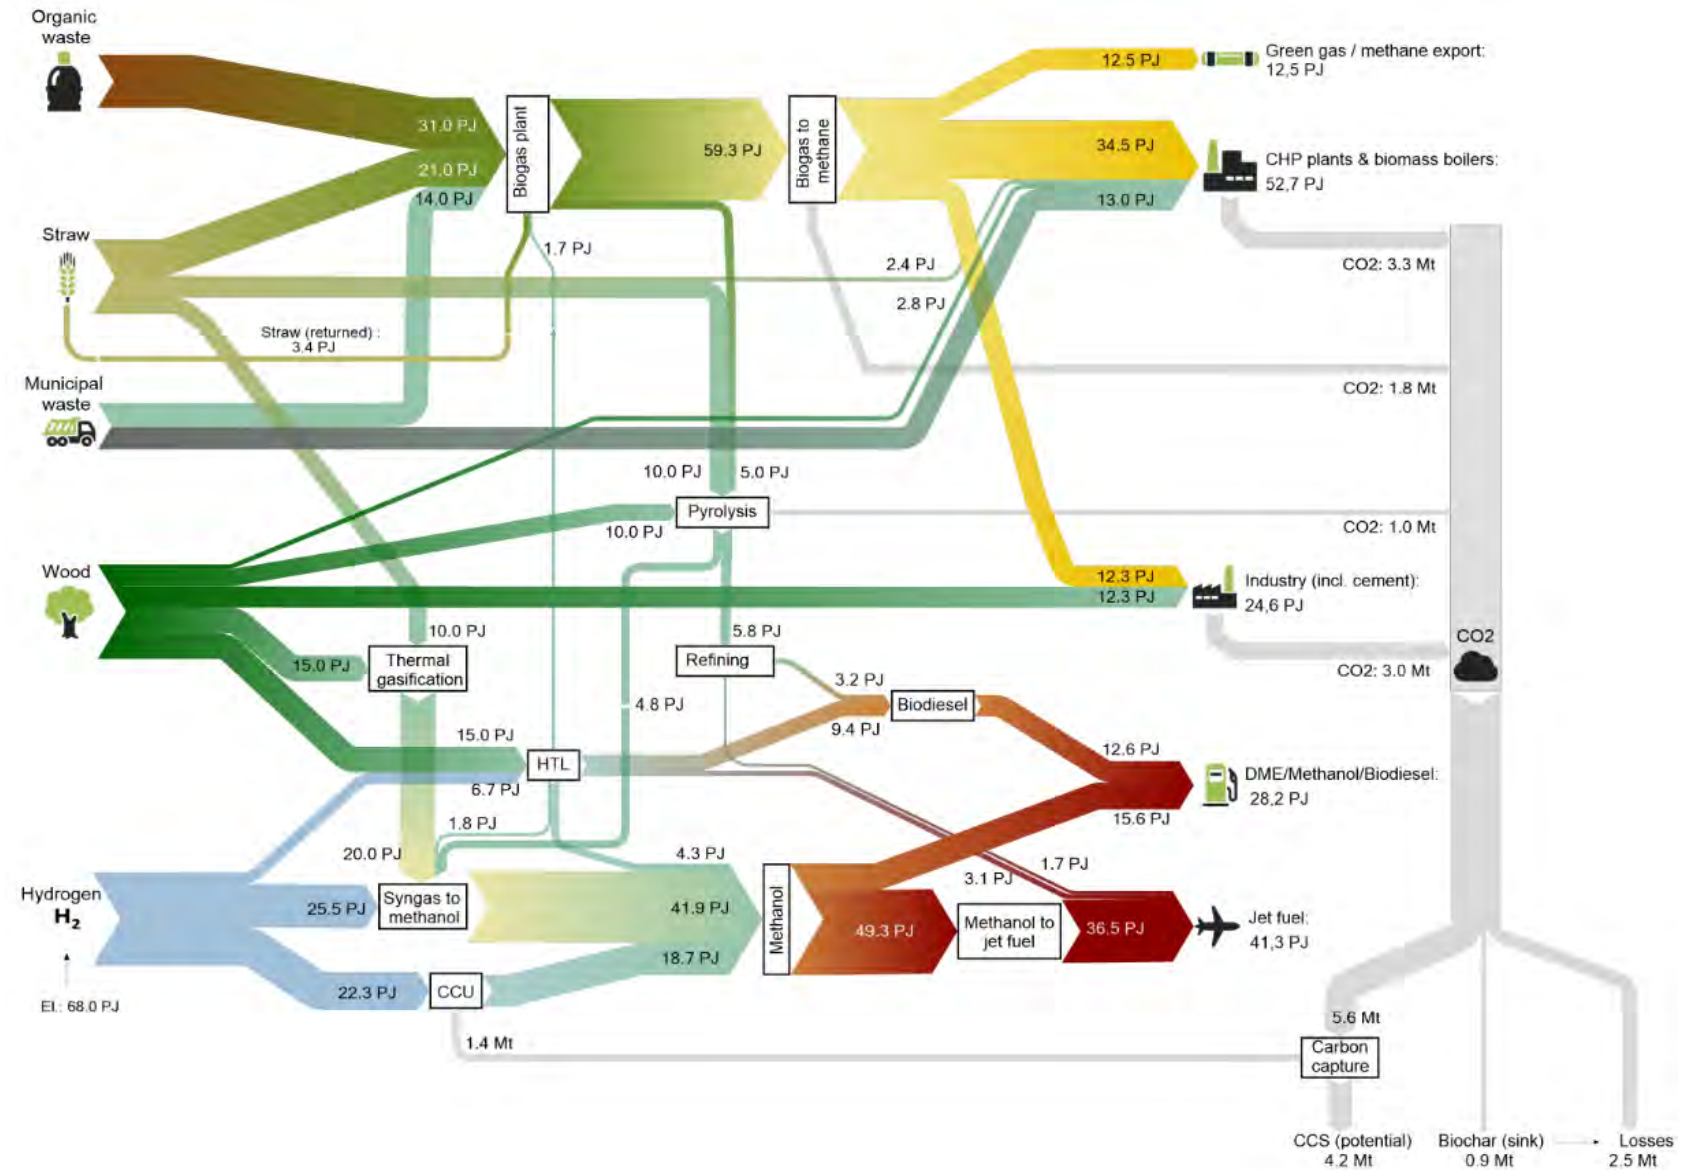 Organic
waste
31.0 PJ
21.0 PJ
14.0 PJ
Biogas plant
59.3 PJ
Biogas to
methane
12.5 PJ
Green gas / methane export:
12,5 PJ
34.5 PJ
13.0 PJ
CHP plants & biomass boilers:
52,7 PJ
Straw
1.7 PJ
2.4 PJ
2.8 PJ
CO2: 3.3 Mt
Straw (returned) :
3.4 PJ
Municipal
waste
CO2: 1.8 Mt
10.0 PJ
5.0 PJ
Pyrolysis
10.0 PJ
CO2: 1.0 Mt
Wood
12.3 PJ
12.3 PJ
Industry (incl. cement):
24,6 PJ
10.0 PJ
5.8 PJ
CO2
15.0 PJ
Thermal
gasification
Refining
CO2: 3.0 Mt
3.2 PJ
4.8 PJ
Biodiesel
9.4 PJ
15.0 PJ
HTL
12.6 PJ
6.7 PJ
DME/Methanol/Biodiesel:
28,2 PJ
1.8 PJ
15.6 PJ
20.0 PJ
4.3 PJ
1.7 PJ
3.1 PJ
Hydrogen
H2
25.5 PJ
Syngas to
methanol
41.9 PJ
Methanol
49.3 PJ
Methanol to
jet fuel
36.5 PJ
Jet fuel:
41,3 PJ
18.7 PJ
El.: 68.0 PJ
22.3 PJ
CCU
5.6 Mt
1.4 Mt
Carbon
capture
CCS (potential)
4.2 Mt
Biochar (sink)
0.9 Mt
Losses
2.5 Mt